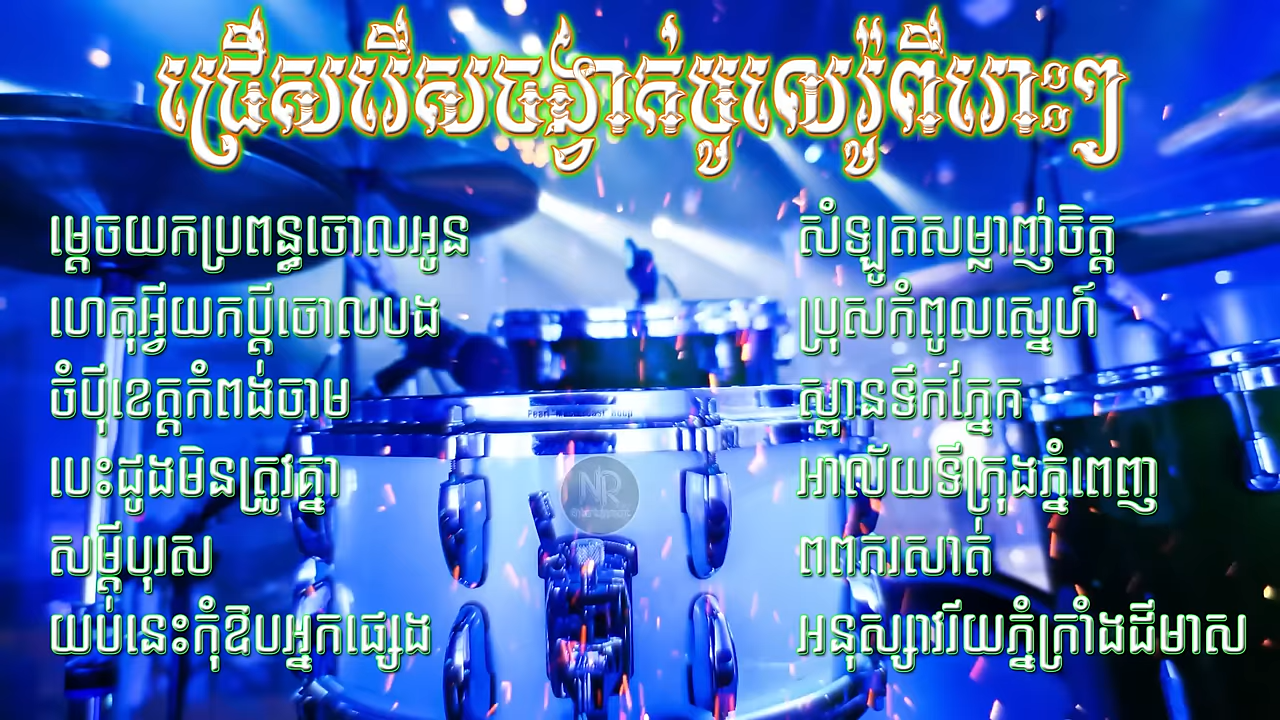 ជ្រើសរើសចង្វាក់បូលេរ៉ូពីរោះៗ
ម្ដេចយកប្រពន្ធចោលអូន
ហេតុអ្វីយកប្ដីចោលបង
ចំប៉ីខេត្តកំពង់ចាម
បេះដូងមិនត្រូវគ្នា
សម្ដីបុរស
យប់នេះកុំឱបអ្នកផ្សេង
សំឡូតសម្លាញ់ចិត្ត
ប្រុសកំពូលស្នេហ៍
ស្ពានទឹកភ្នែក
អាល័យទីក្រុងភ្នំពេញ
ពពករសាត់
អនុស្សាវរីយភ្នំក្រាំងដីមាស
Pearl
NR